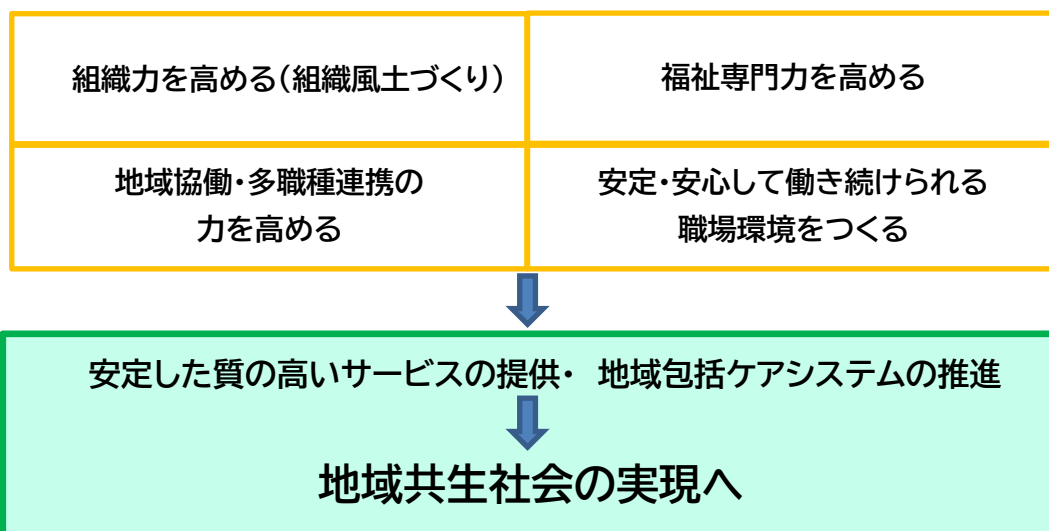 組織力を高める（組織風土づくり）
福祉専門力を高める
地域協働・多職種連携の
力を高める
安定・安心して働き続けられる
職場環境をつくる
安定した質の高いサービスの提供・ 地域包括ケアシステムの推進
地域共生社会の実現へ